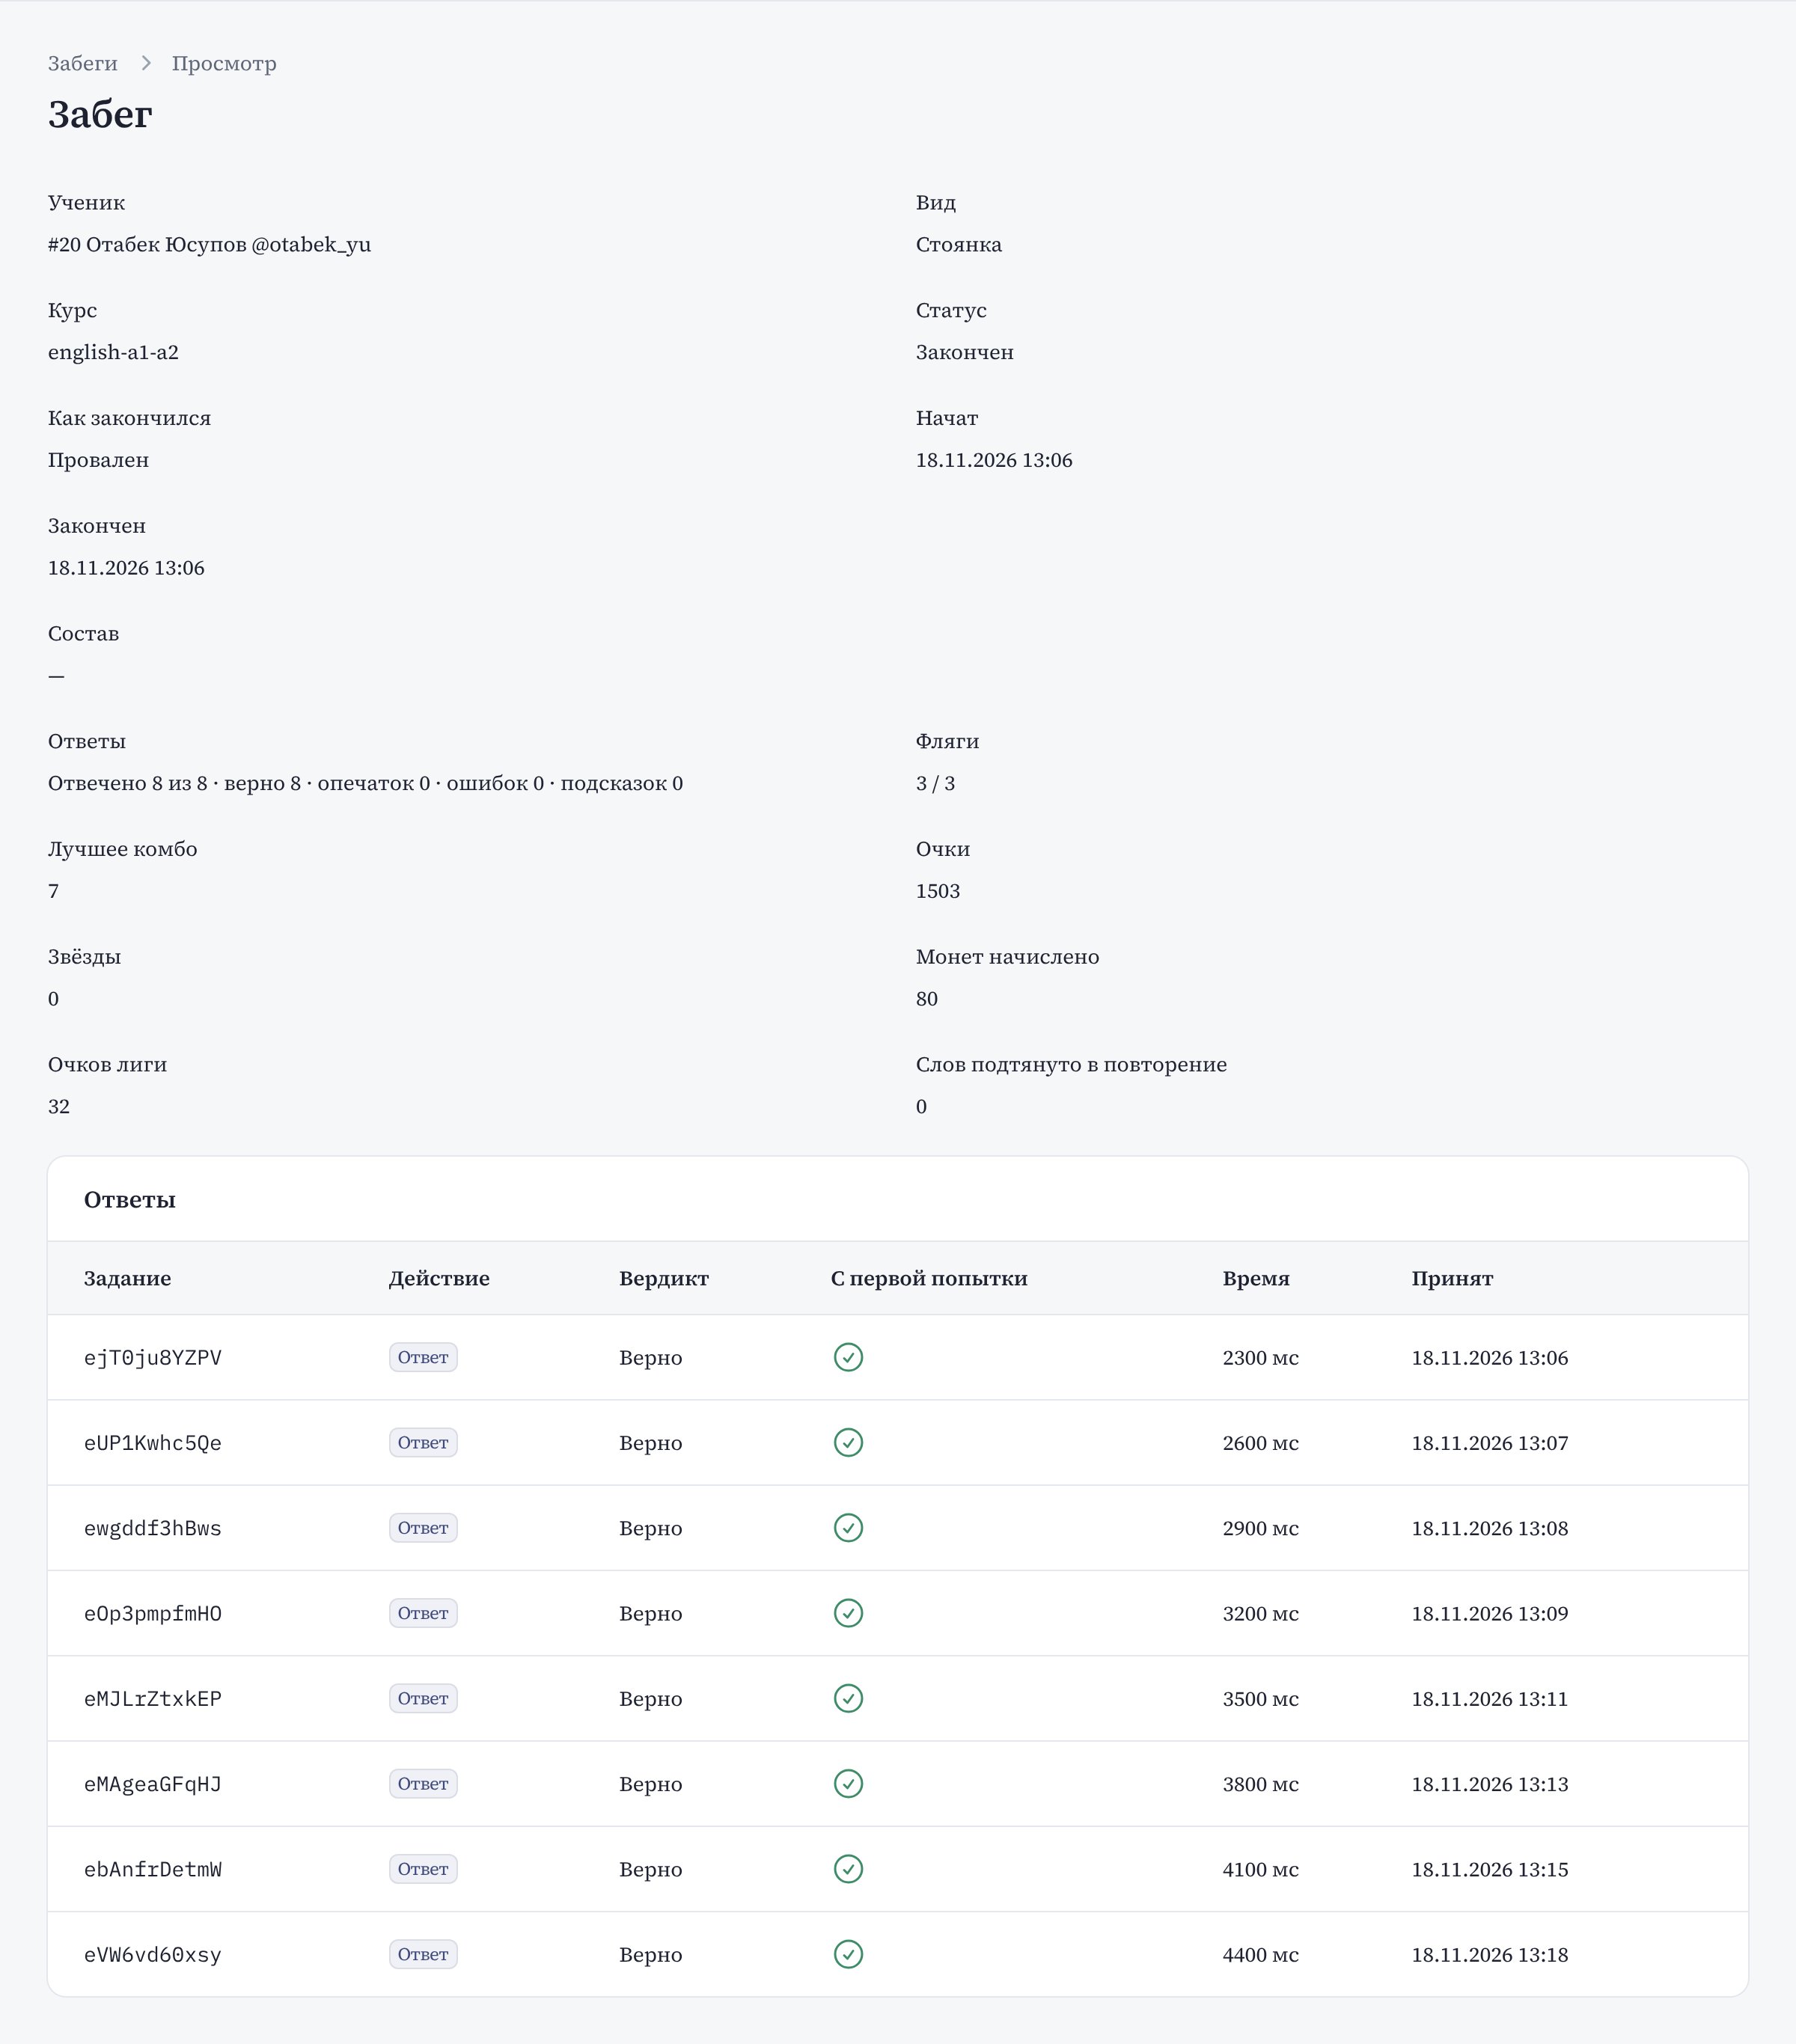 Забеги > Просмотр
Забег
Ученик
#20 Отабек Юсупов @otabek_yu
Вид
Стоянка
Курс
english-a1-a2
Статус
Закончен
Как закончился
Провален
Начат
18.11.2026 13:06
Закончен
18.11.2026 13:06
Состав
—
Ответы
Отвечено 8 из 8 · верно 8 · опечаток 0 · ошибок 0 · подсказок 0
Фляги
3 / 3
Лучшее комбо
7
Очки
1503
Звёзды
0
Монет начислено
80
Очков лиги
32
Слов подтянуто в повторение
0
Ответы
Задание Действие Вердикт С первой попытки Время Принят
ejT0ju8YZPV Ответ Верно 2300 мс 18.11.2026 13:06
eUP1Kwhc5Qe Ответ Верно 2600 мс 18.11.2026 13:07
ewgddf3hBws Ответ Верно 2900 мс 18.11.2026 13:08
eOp3pmpfmHO Ответ Верно 3200 мс 18.11.2026 13:09
eMJLrZtxkEP Ответ Верно 3500 мс 18.11.2026 13:11
eMAgeaGFqHJ Ответ Верно 3800 мс 18.11.2026 13:13
ebAnfrDetmW Ответ Верно 4100 мс 18.11.2026 13:15
eVW6vd60xsy Ответ Верно 4400 мс 18.11.2026 13:18